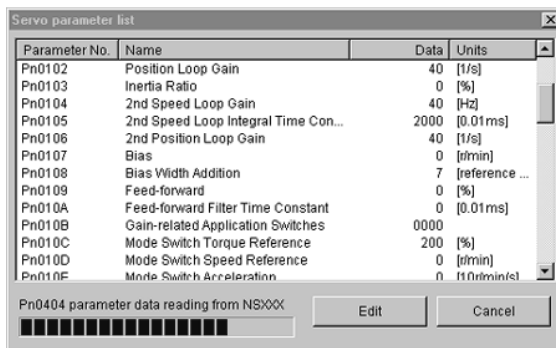 Servo parameter list
Parameter No. Name Data Units
Pn0102 Position Loop Gain 40 [1/s]
Pn0103 Inertia Ratio 0 [%]
Pn0104 2nd Speed Loop Gain 40 [Hz]
Pn0105 2nd Speed Loop Integral Time Con... 2000 [0.01ms]
Pn0106 2nd Position Loop Gain 40 [1/s]
Pn0107 Bias 0 [r/min]
Pn0108 Bias Width Addition 7 [reference ...
Pn0109 Feed-forward 0 [%]
Pn010A Feed-forward Filter Time Constant 0 [0.01ms]
Pn010B Gain-related Application Switches 0000
Pn010C Mode Switch Torque Reference 200 [%]
Pn010D Mode Switch Speed Reference 0 [r/min]
Pn010E Mode Switch Acceleration 0 [10r/min/s]
Pn0404 parameter data reading from NSXXX
Edit Cancel